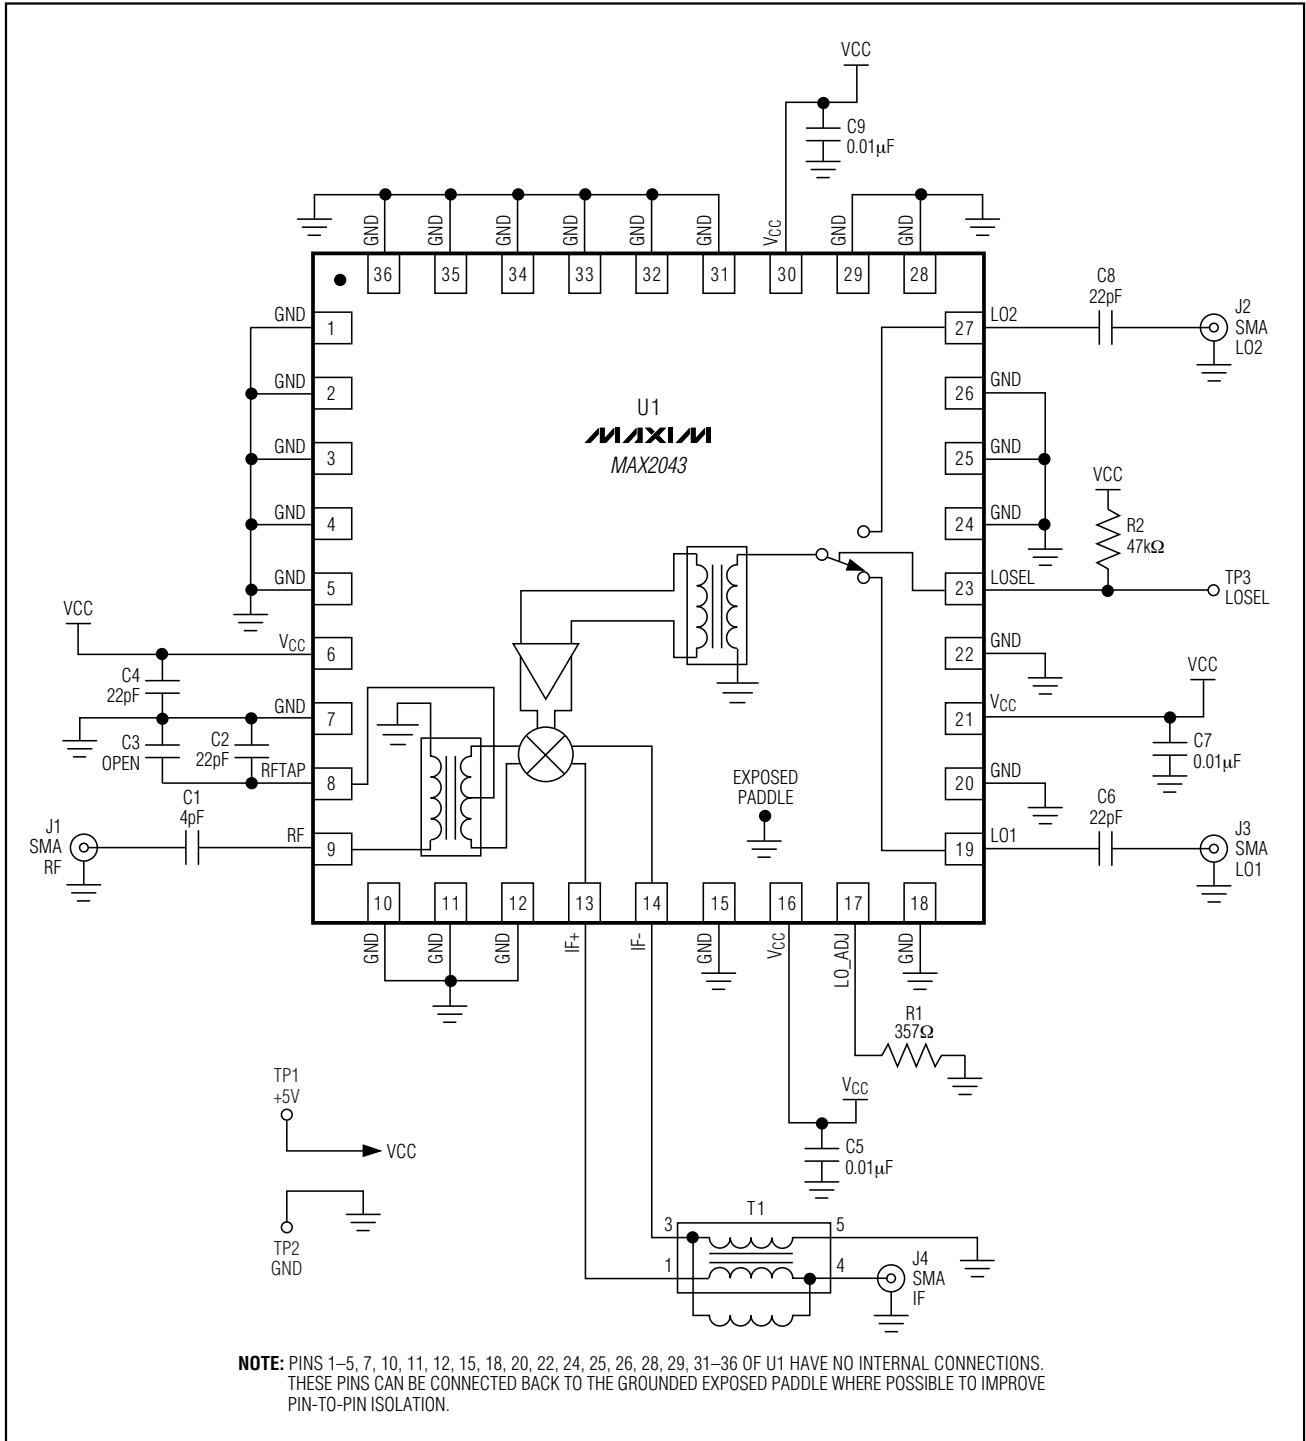 VCC
C9
0.01μF
GND
GND
GND
GND
GND
GND
VCC
GND
GND
36
35
34
33
32
31
30
29
28
C8
22pF
J2
SMA
LO2
GND
1
27
LO2
GND
2
26
GND
U1
MAXIM
MAX2043
GND
3
25
GND
VCC
R2
47kΩ
GND
4
24
GND
GND
5
23
LOSEL
TP3
LOSEL
VCC
VCC
6
22
GND
C4
22pF
VCC
GND
7
21
VCC
C3
OPEN
C2
22pF
C7
0.01μF
RFTAP
8
EXPOSED
PADDLE
20
GND
C1
4pF
C6
22pF
J1
SMA
RF
RF
9
19
LO1
J3
SMA
LO1
10
11
12
13
14
15
16
17
18
GND
GND
GND
IF+
IF-
GND
VCC
LO_ADJ
GND
R1
357Ω
TP1
+5V
VCC
VCC
C5
0.01μF
TP2
GND
T1
3
5
1
4
J4
SMA
IF
NOTE: PINS 1–5, 7, 10, 11, 12, 15, 18, 20, 22, 24, 25, 26, 28, 29, 31–36 OF U1 HAVE NO INTERNAL CONNECTIONS.
THESE PINS CAN BE CONNECTED BACK TO THE GROUNDED EXPOSED PADDLE WHERE POSSIBLE TO IMPROVE
PIN-TO-PIN ISOLATION.